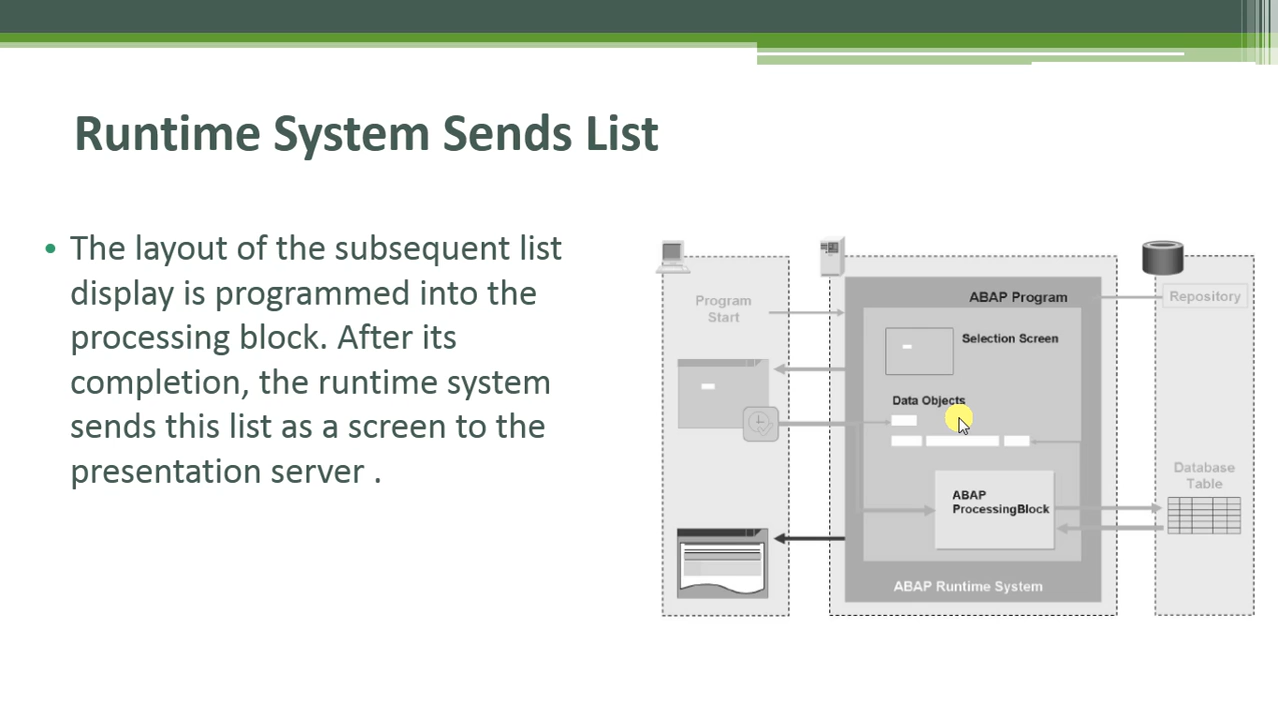 Runtime System Sends List
• The layout of the subsequent list
display is programmed into the
processing block. After its
completion, the runtime system
sends this list as a screen to the
presentation server .
Program
Start
ABAP Program
Repository
Selection Screen
Data Objects
ABAP
ProcessingBlock
Database
Table
ABAP Runtime System